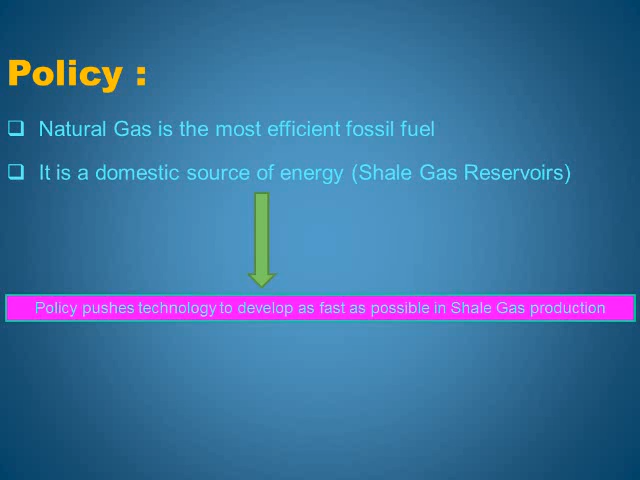 Policy :
❑ Natural Gas is the most efficient fossil fuel
❑ It is a domestic source of energy (Shale Gas Reservoirs)
Policy pushes technology to develop as fast as possible in Shale Gas production